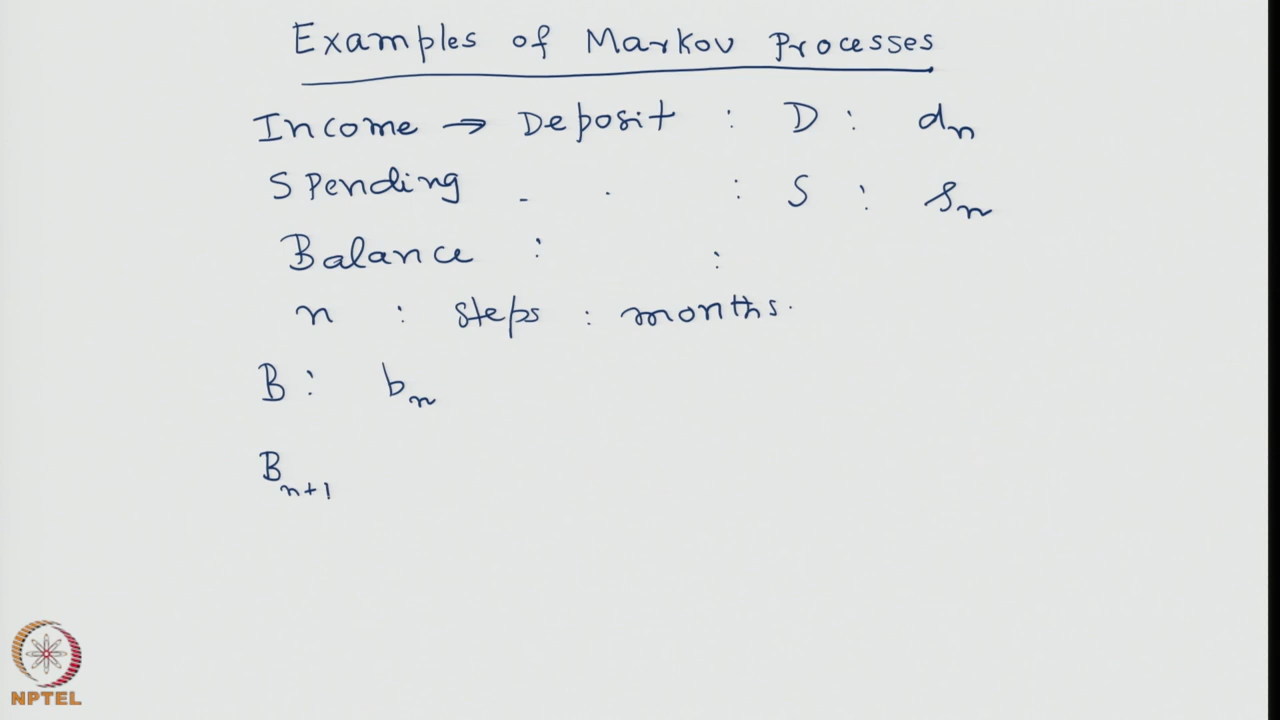 Examples of Markov Processes
Income → Deposit : D : dn
Spending - . : S : sn
Balance : :
n : steps : months.
B : bn
Bn+1
NPTEL